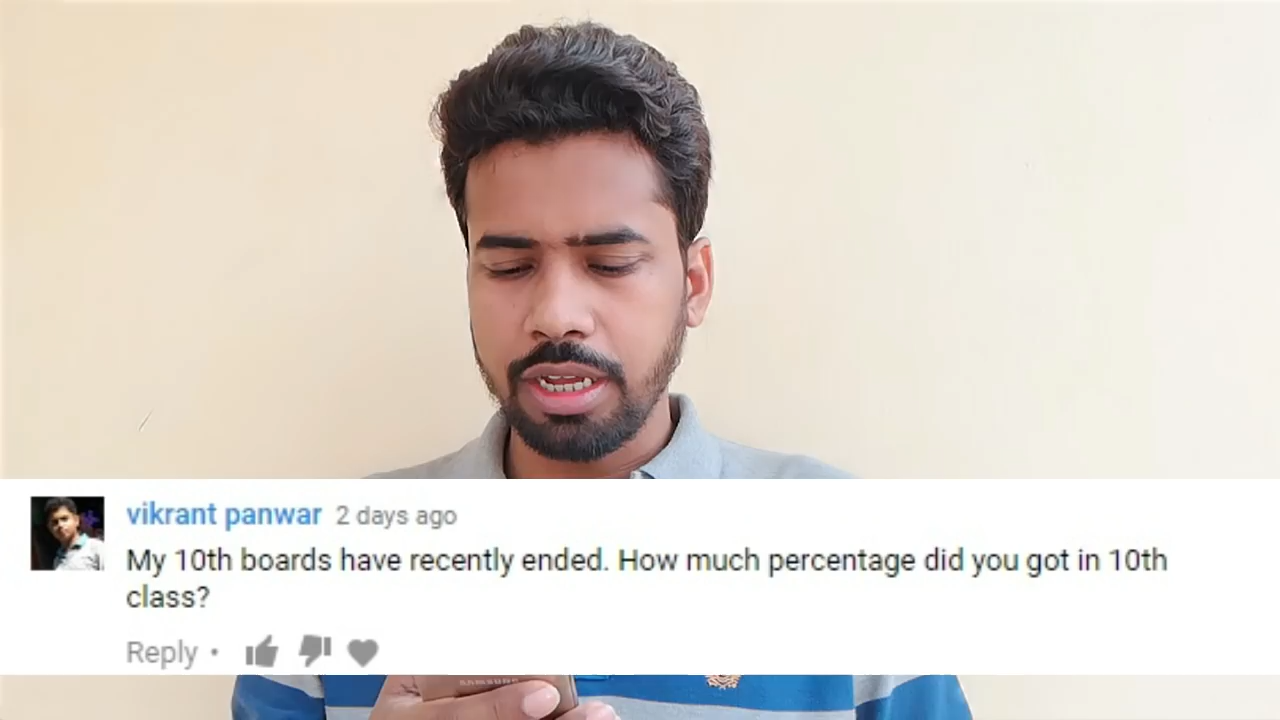 vikrant panwar 2 days ago
My 10th boards have recently ended. How much percentage did you got in 10th
class?
Reply •
SAMSUNG